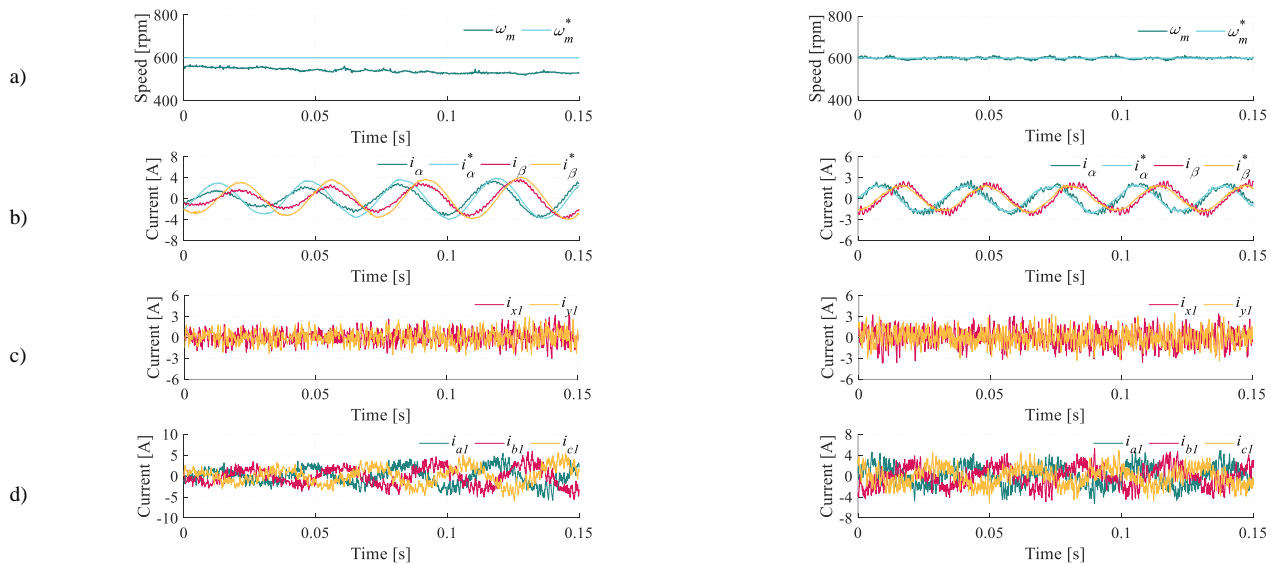 a)
Speed [rpm]
800
600
400
ω_m ω_m^*
0 0.05 0.1 0.15
Time [s]
Speed [rpm]
800
600
400
ω_m ω_m^*
0 0.05 0.1 0.15
Time [s]
b)
Current [A]
8
4
0
-4
-8
i_α i_α^* i_β i_β^*
0 0.05 0.1 0.15
Time [s]
Current [A]
6
3
0
-3
-6
i_α i_α^* i_β i_β^*
0 0.05 0.1 0.15
Time [s]
c)
Current [A]
6
3
0
-3
-6
i_x1 i_y1
0 0.05 0.1 0.15
Time [s]
Current [A]
6
3
0
-3
-6
i_x1 i_y1
0 0.05 0.1 0.15
Time [s]
d)
Current [A]
10
5
0
-5
-10
i_a1 i_b1 i_c1
0 0.05 0.1 0.15
Time [s]
Current [A]
8
4
0
-4
-8
i_a1 i_b1 i_c1
0 0.05 0.1 0.15
Time [s]